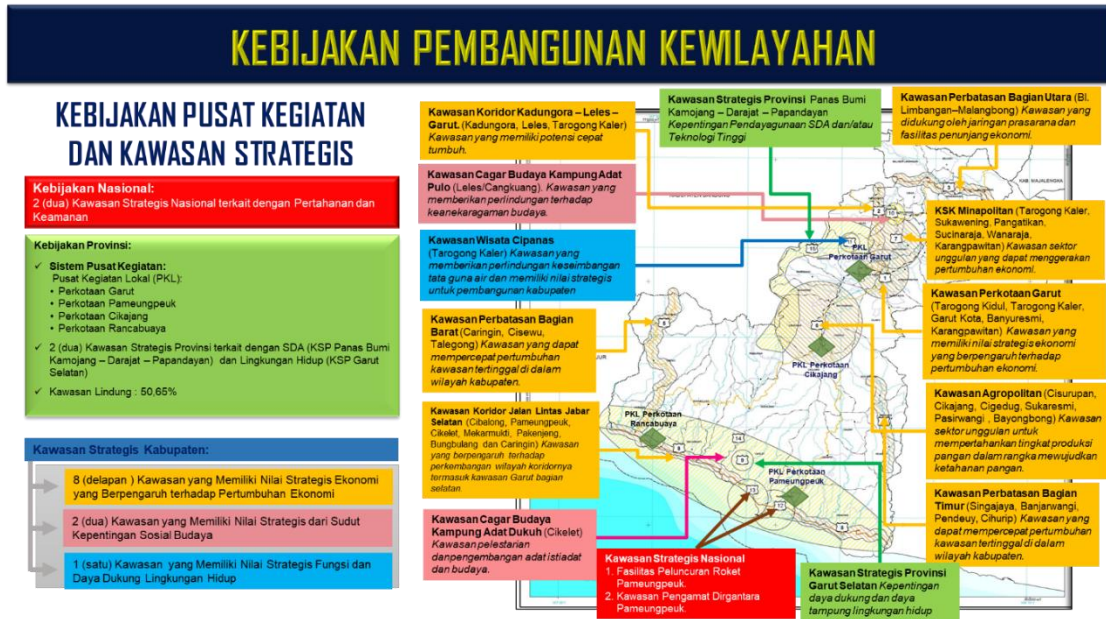 KEBIJAKAN PEMBANGUNAN KEWILAYAHAN
KEBIJAKAN PUSAT KEGIATAN
DAN KAWASAN STRATEGIS
Kebijakan Nasional:
2 (dua) Kawasan Strategis Nasional terkait dengan Pertahanan dan
Keamanan
Kebijakan Provinsi:
✓ Sistem Pusat Kegiatan:
Pusat Kegiatan Lokal (PKL):
• Perkotaan Garut
• Perkotaan Pameungpeuk
• Perkotaan Cikajang
• Perkotaan Rancabuaya
✓ 2 (dua) Kawasan Strategis Provinsi terkait dengan SDA (KSP Panas Bumi
Kamojang – Darajat – Papandayan) dan Lingkungan Hidup (KSP Garut
Selatan)
✓ Kawasan Lindung : 50,65%
Kawasan Strategis Kabupaten:
8 (delapan ) Kawasan yang Memiliki Nilai Strategis Ekonomi
yang Berpengaruh terhadap Pertumbuhan Ekonomi
2 (dua) Kawasan yang Memiliki Nilai Strategis dari Sudut
Kepentingan Sosial Budaya
1 (satu) Kawasan yang Memiliki Nilai Strategis Fungsi dan
Daya Dukung Lingkungan Hidup
Kawasan Koridor Kadungora – Leles –
Garut. (Kadungora, Leles, Tarogong Kaler)
Kawasan yang memiliki potensi cepat
tumbuh.
Kawasan Cagar Budaya Kampung Adat
Pulo (Leles/Cangkuang). Kawasan yang
memberikan perlindungan terhadap
keanekaragaman budaya.
Kawasan Wisata Cipanas
(Tarogong Kaler) Kawasan yang
memberikan perlindungan keseimbangan
tata guna air dan memiliki nilai strategis
untuk pembangunan kabupaten
Kawasan Perbatasan Bagian
Barat (Caringin, Cisewu,
Talegong) Kawasan yang dapat
mempercepat pertumbuhan
kawasan tertinggal di dalam
wilayah kabupaten.
Kawasan Koridor Jalan Lintas Jabar
Selatan (Cibalong, Pameungpeuk,
Cikelet, Mekarmukti, Pakenjeng,
Bungbulang dan Caringin) Kawasan
yang berpengaruh terhadap
perkembangan wilayah koridornya
termasuk kawasan Garut bagian
selatan.
Kawasan Cagar Budaya
Kampung Adat Dukuh (Cikelet)
Kawasan pelestarian
danpengembangan adat istiadat
dan budaya.
Kawasan Strategis Provinsi Panas Bumi
Kamojang – Darajat – Papandayan
Kepentingan Pendayagunaan SDA dan/atau
Teknologi Tinggi
KAB. MAJALENGKA
PKL
Perkotaan Garut
PKL Perkotaan
Cikajang
PKL Perkotaan
Rancabuaya
PKL Perkotaan
Pameungpeuk
Kawasan Strategis Nasional
1. Fasilitas Peluncuran Roket
Pameungpeuk.
2. Kawasan Pengamat Dirgantara
Pameungpeuk.
Kawasan Strategis Provinsi
Garut Selatan Kepentingan
daya dukung dan daya
tampung lingkungan hidup
Kawasan Perbatasan Bagian Utara (Bl.
Limbangan–Malangbong) Kawasan yang
didukung oleh jaringan prasarana dan
fasilitas penunjang ekonomi.
KSK Minapolitan (Tarogong Kaler,
Sukawening, Pangatikan,
Sucinaraja, Wanaraja,
Karangpawitan) Kawasan sektor
unggulan yang dapat menggerakan
pertumbuhan ekonomi.
Kawasan Perkotaan Garut
(Tarogong Kidul, Tarogong Kaler,
Garut Kota, Banyuresmi,
Karangpawitan) Kawasan yang
memiliki nilai strategis ekonomi
yang berpengaruh terhadap
pertumbuhan ekonomi.
Kawasan Agropolitan (Cisurupan,
Cikajang, Cigedug, Sukaresmi,
Pasirwangi , Bayongbong) Kawasan
sektor unggulan untuk
mempertahankan tingkat produksi
pangan dalam rangka mewujudkan
ketahanan pangan.
Kawasan Perbatasan Bagian
Timur (Singajaya, Banjarwangi,
Pendeuy, Cihurip) Kawasan yang
dapat mempercepat pertumbuhan
kawasan tertinggal di dalam
wilayah kabupaten.